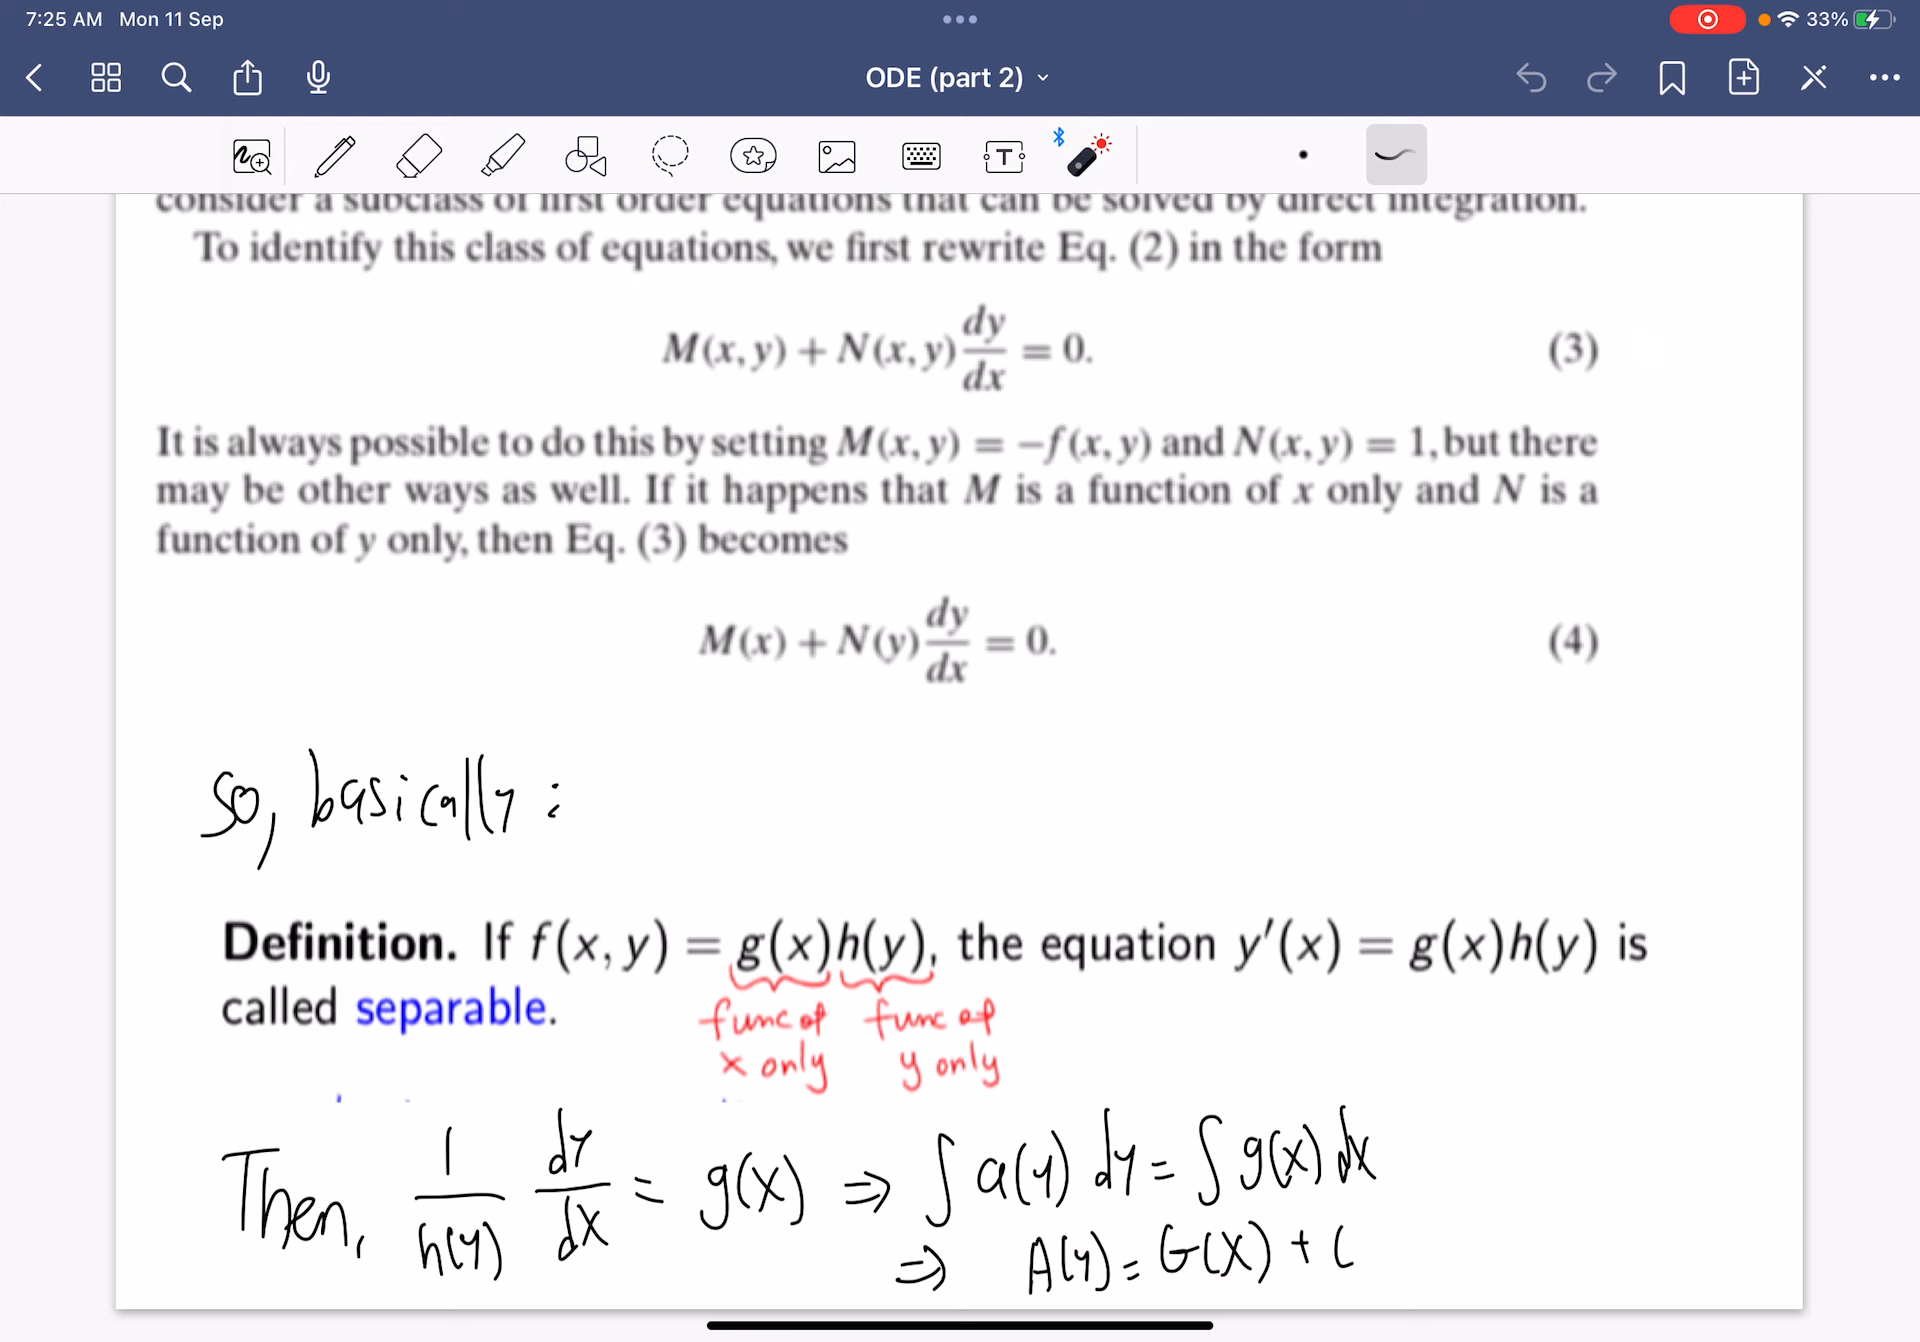 7:25 AM Mon 11 Sep
33%
ODE (part 2)
T
consider a subclass of first order equations that can be solved by direct integration.
To identify this class of equations, we first rewrite Eq. (2) in the form
M(x, y) + N(x, y) dy/dx = 0. (3)
It is always possible to do this by setting M(x, y) = −f(x, y) and N(x, y) = 1, but there
may be other ways as well. If it happens that M is a function of x only and N is a
function of y only, then Eq. (3) becomes
M(x) + N(y) dy/dx = 0. (4)
So, basically :
Definition. If f(x, y) = g(x)h(y), the equation y′(x) = g(x)h(y) is
called separable.
func of x only
func of y only
Then, 1/h(y) dy/dx = g(x) ⇒ ∫ a(y) dy = ∫ g(x) dx
⇒ A(y) = G(x) + C